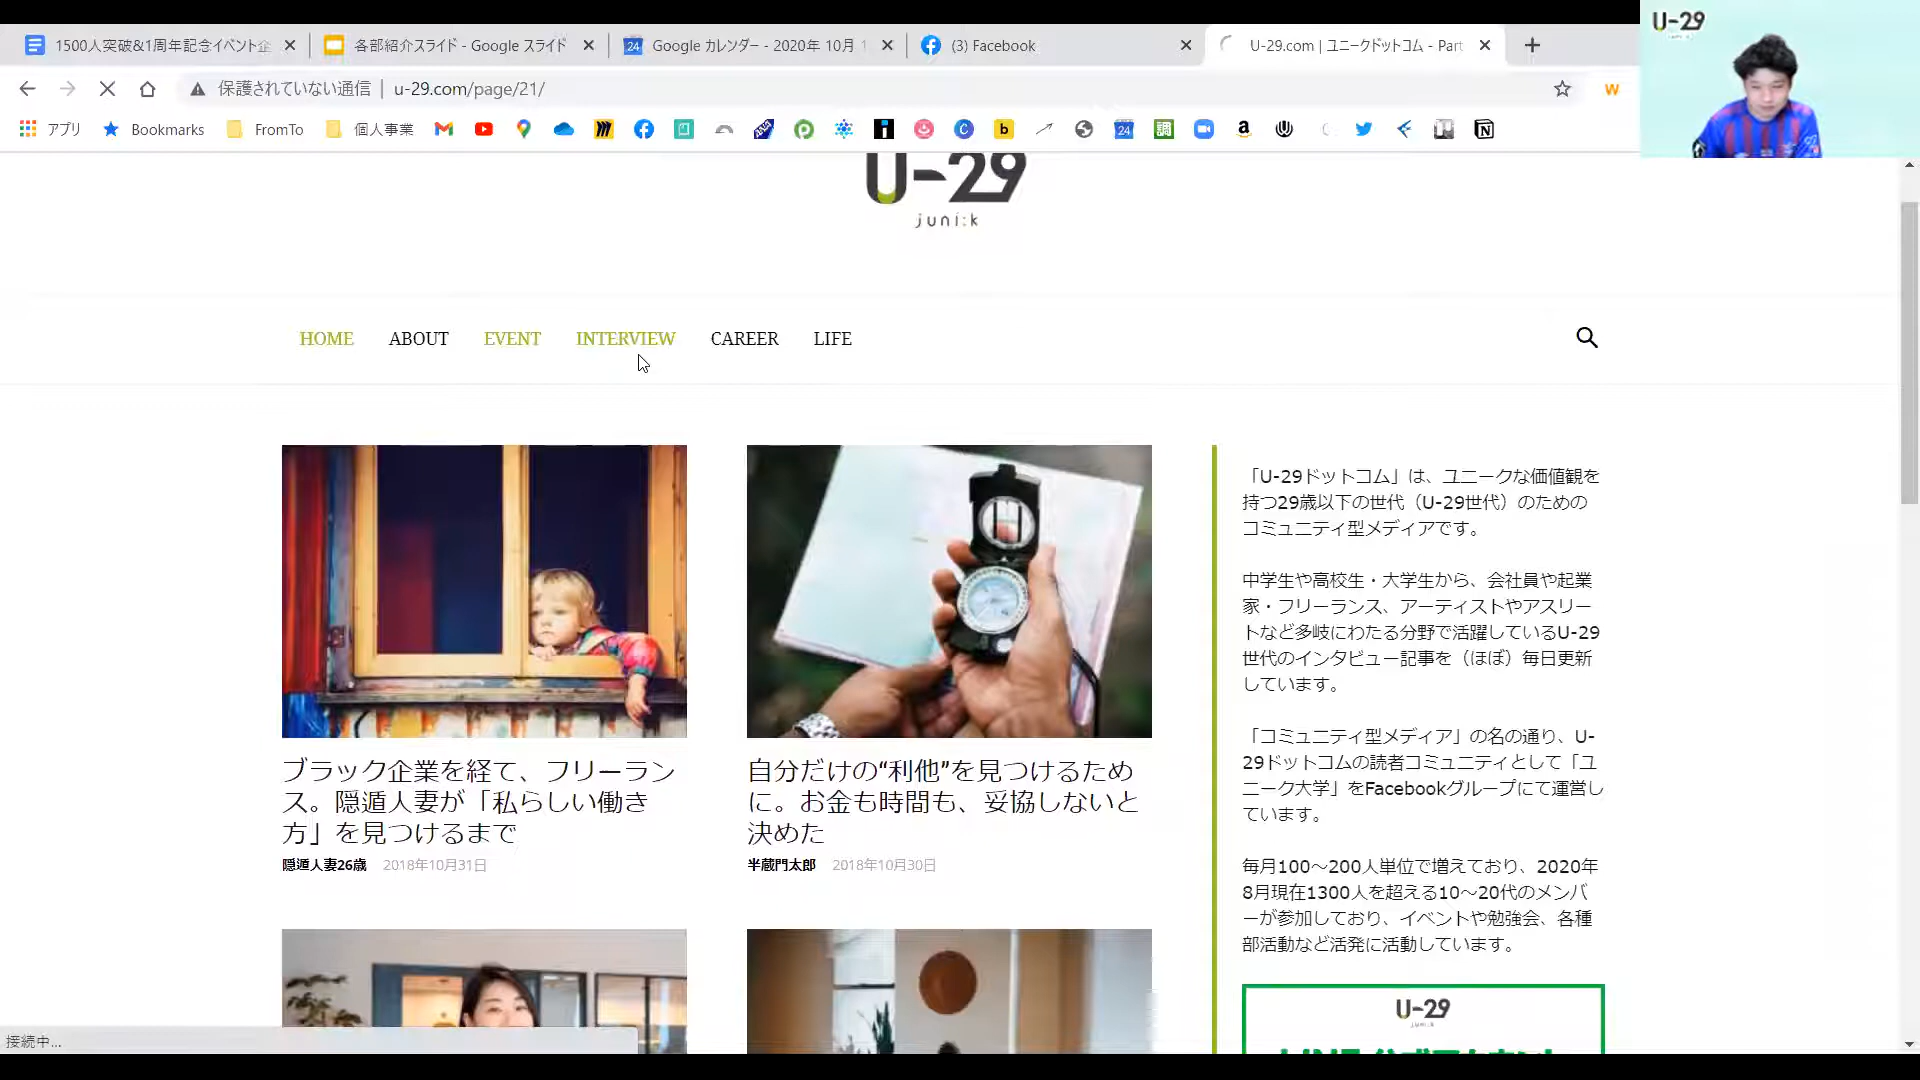 1500人突破&1周年記念イベント企
各部紹介スライド - Google スライド
Google カレンダー - 2020年 10月 1
(3) Facebook
U-29.com | ユニークドットコム - Part
U-29
保護されていない通信 | u-29.com/page/21/
アプリ Bookmarks FromTo 個人事業
U-29
juni:k
HOME ABOUT EVENT INTERVIEW CAREER LIFE
ブラック企業を経て、フリーラン
ス。隠遁人妻が「私らしい働き
方」を見つけるまで
隠遁人妻26歳 2018年10月31日
自分だけの“利他”を見つけるため
に。お金も時間も、妥協しないと
決めた
半蔵門太郎 2018年10月30日
「U-29ドットコム」は、ユニークな価値観を
持つ29歳以下の世代（U-29世代）のための
コミュニティ型メディアです。
中学生や高校生・大学生から、会社員や起業
家・フリーランス、アーティストやアスリー
トなど多岐にわたる分野で活躍しているU-29
世代のインタビュー記事を（ほぼ）毎日更新
しています。
「コミュニティ型メディア」の名の通り、U-
29ドットコムの読者コミュニティとして「ユ
ニーク大学」をFacebookグループにて運営し
ています。
毎月100〜200人単位で増えており、2020年
8月現在1300人を超える10〜20代のメンバ
ーが参加しており、イベントや勉強会、各種
部活動など活発に活動しています。
U-29
接続中...